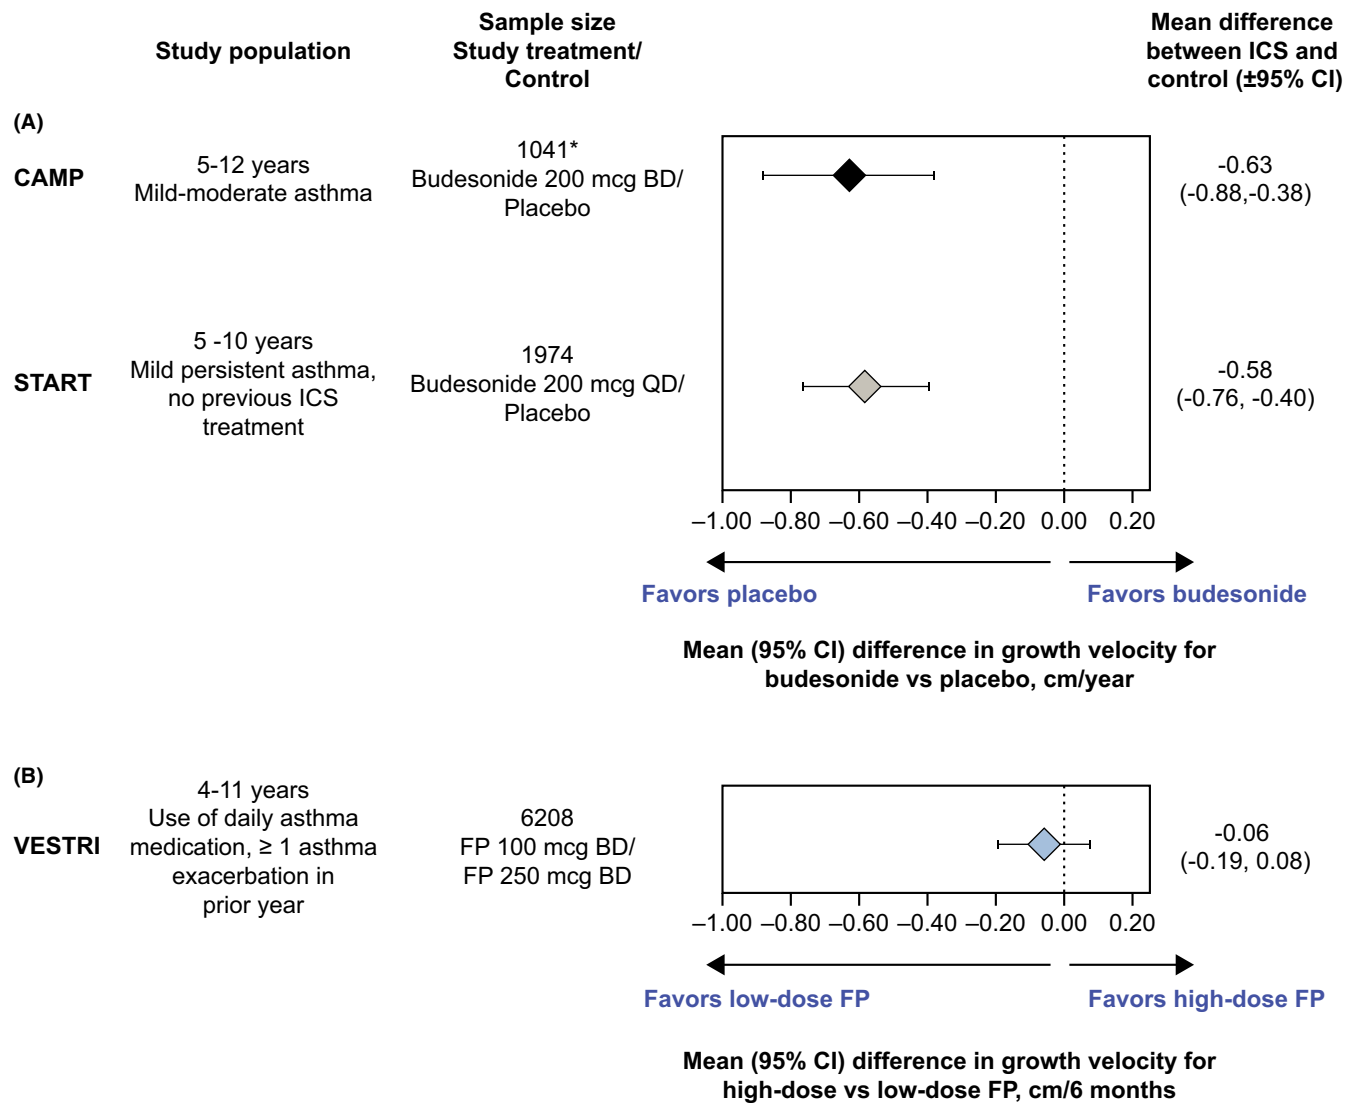 Study population
Sample size
Study treatment/
Control
Mean difference
between ICS and
control (±95% CI)
(A)
CAMP
5-12 years
Mild-moderate asthma
1041*
Budesonide 200 mcg BD/
Placebo
-0.63
(-0.88,-0.38)
START
5 -10 years
Mild persistent asthma,
no previous ICS
treatment
1974
Budesonide 200 mcg QD/
Placebo
-0.58
(-0.76, -0.40)
–1.00 –0.80 –0.60 –0.40 –0.20 0.00 0.20
Favors placebo
Favors budesonide
Mean (95% CI) difference in growth velocity for
budesonide vs placebo, cm/year
(B)
VESTRI
4-11 years
Use of daily asthma
medication, ≥ 1 asthma
exacerbation in
prior year
6208
FP 100 mcg BD/
FP 250 mcg BD
-0.06
(-0.19, 0.08)
–1.00 –0.80 –0.60 –0.40 –0.20 0.00 0.20
Favors low-dose FP
Favors high-dose FP
Mean (95% CI) difference in growth velocity for
high-dose vs low-dose FP, cm/6 months